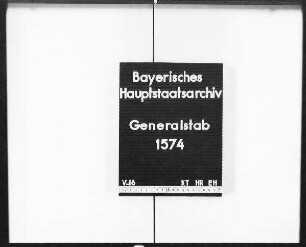 Bayerisches
Hauptstaatsarchiv
Generalstab
1574